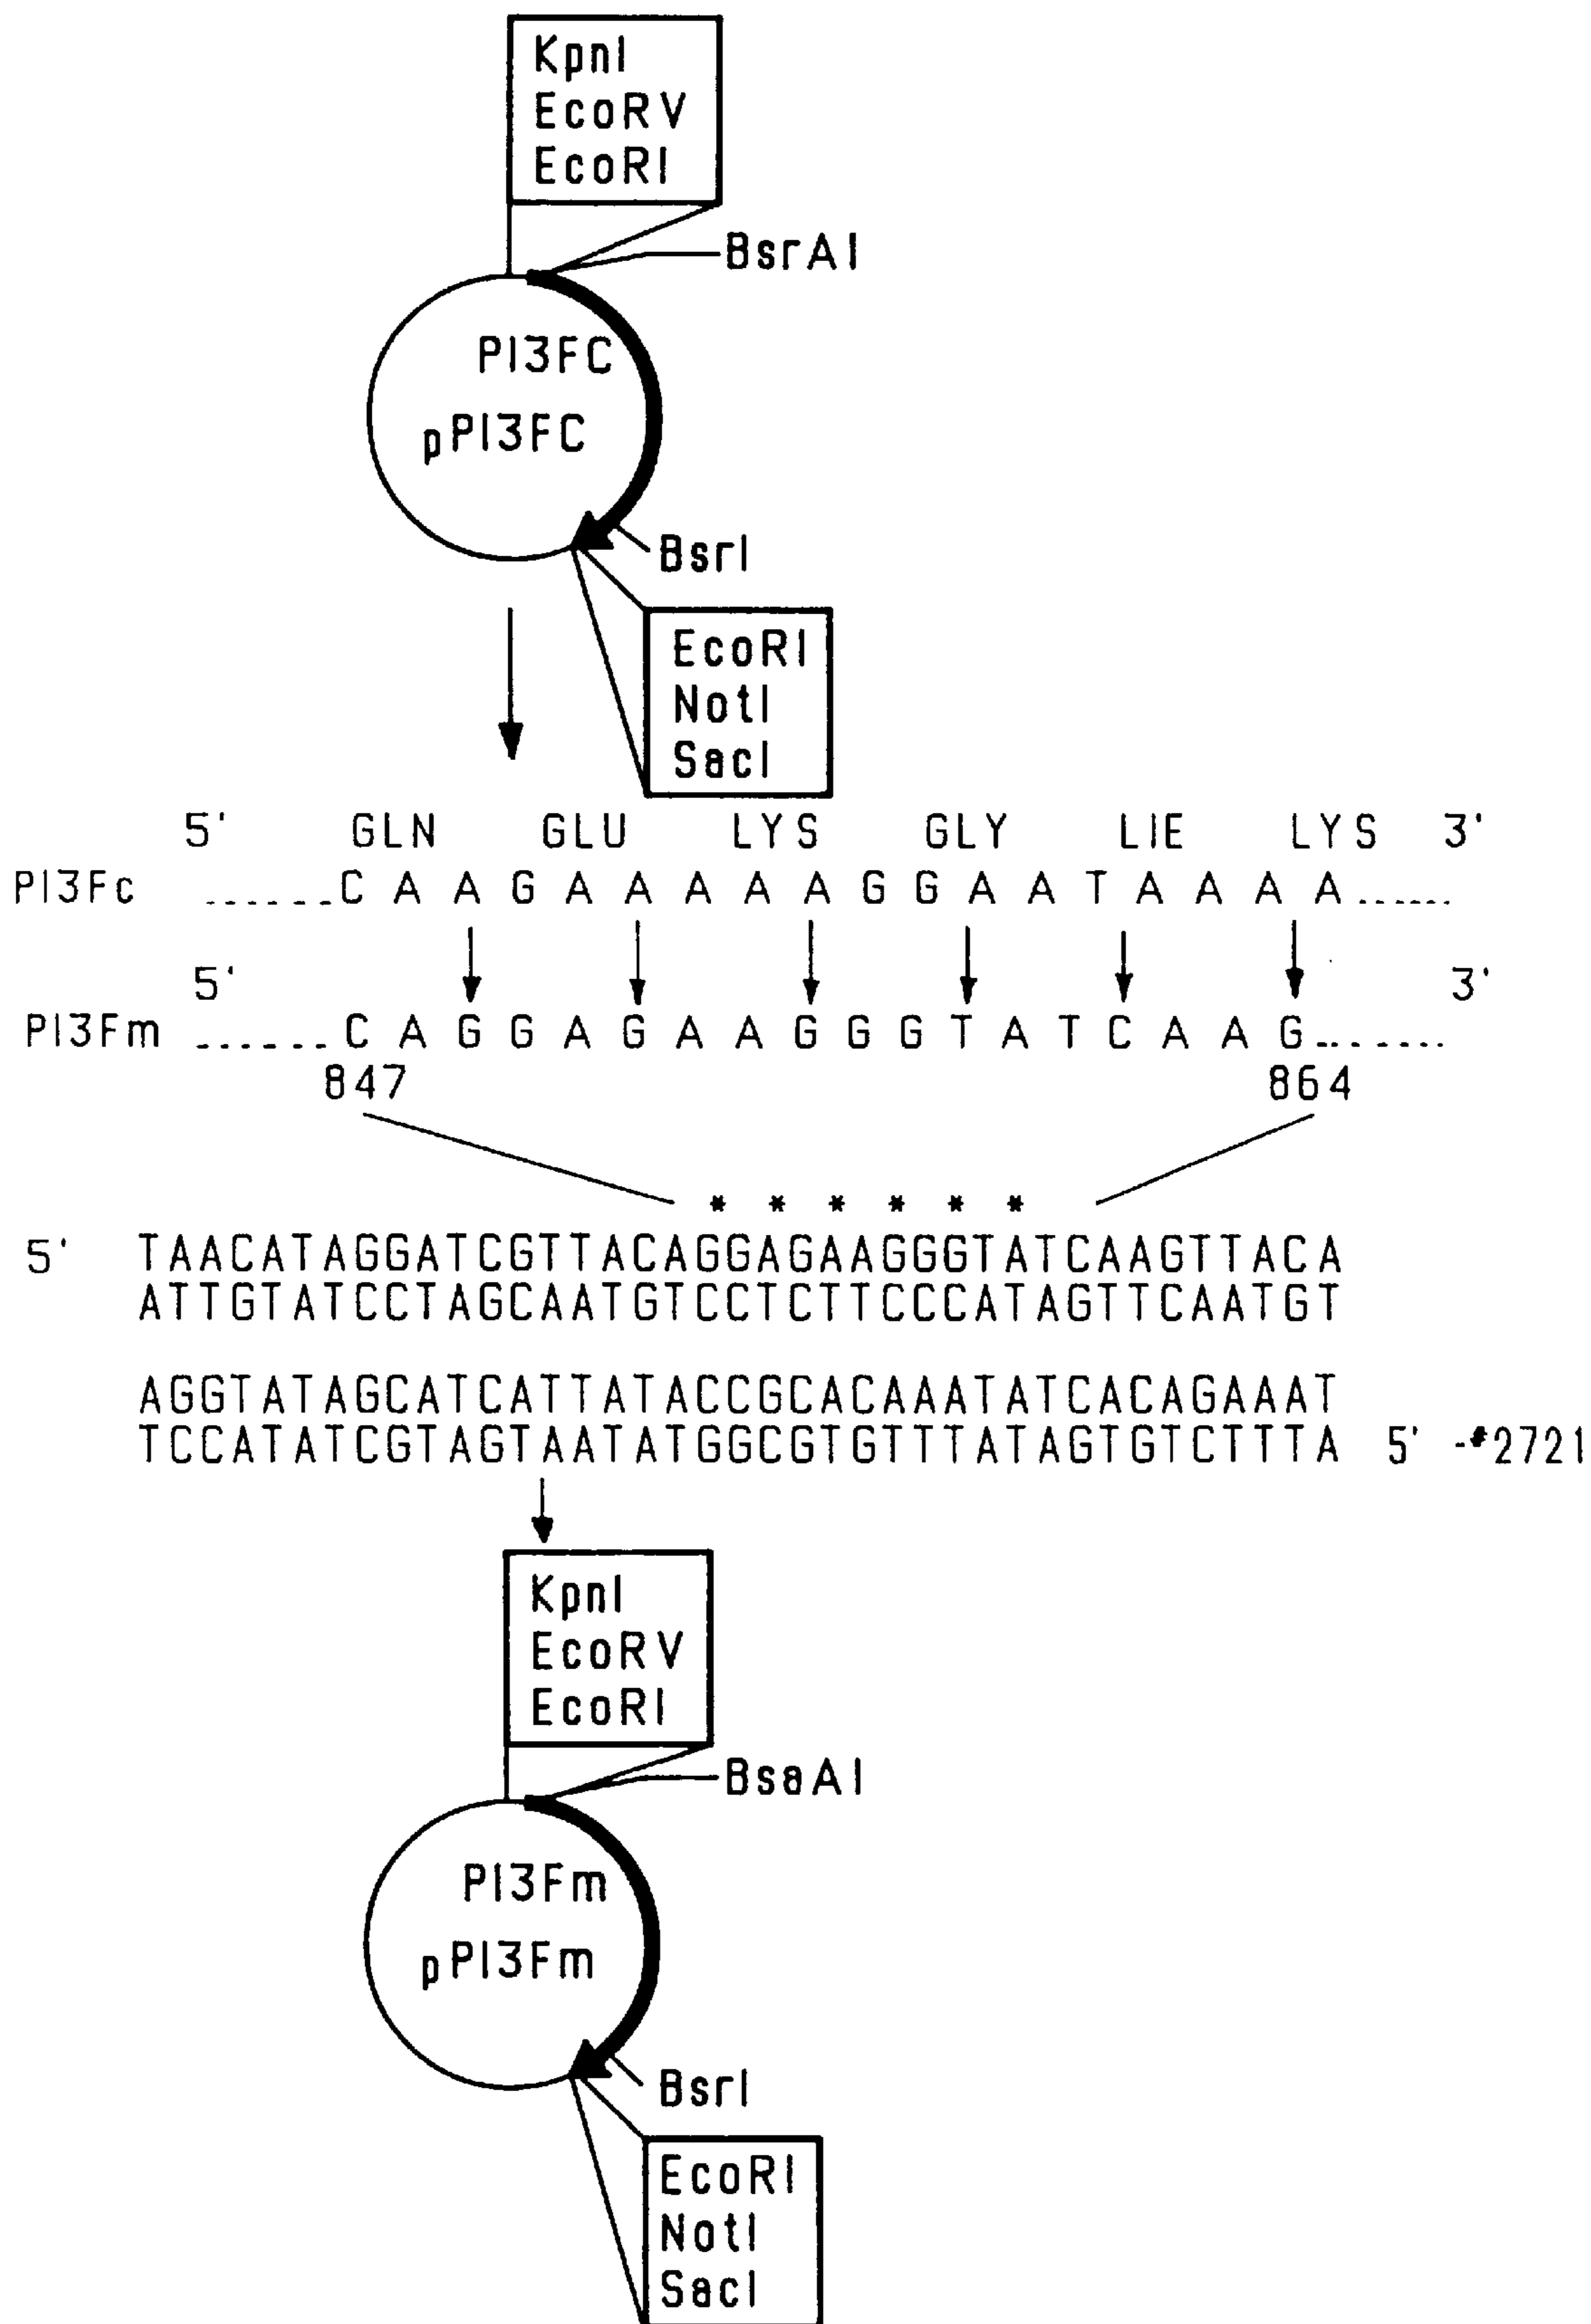 KpnI
EcoRV
EcoRI
BsrAI
PI3FC
pPI3FC
BsrI
EcoRI
NotI
SacI
5' GLN GLU LYS GLY LIE LYS 3'
PI3Fc ......C A A G A A A A A G G A A T A A A A......
5' 3'
PI3Fm ......C A G G A G A A G G G T A T C A A G.......
847 864
* * * * * *
5' TAACATAGGATCGTTACAGGAGAAGGGTATCAAGTTACA
ATTGTATCCTAGCAATGTCCTCTTCCCATAGTTCAATGT
AGGTATAGCATCATTATACCGCACAAATATCACAGAAAT
TCCATATCGTAGTAATATGGCGTGTTTATAGTGTCTTTA 5' -#2721
KpnI
EcoRV
EcoRI
BsaAI
PI3Fm
pPI3Fm
BsrI
EcoRI
NotI
SacI